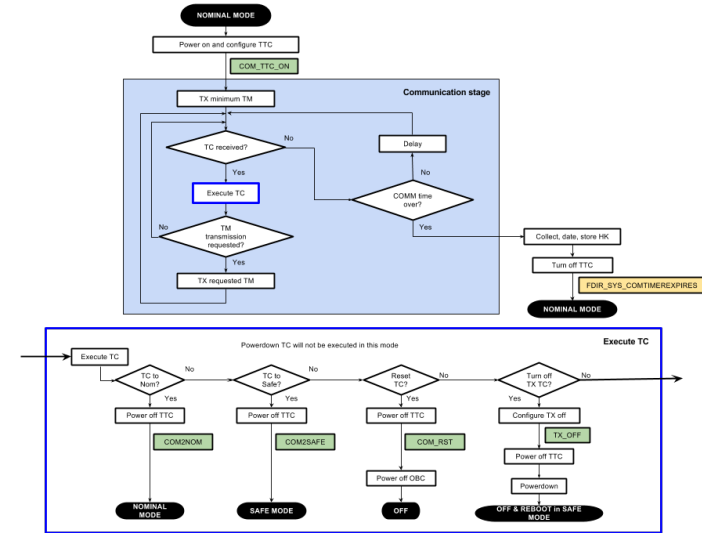 NOMINAL MODE
Power on and configure TTC
COM_TTC_ON
Communication stage
TX minimum TM
TC received?
No
Delay
Yes
No
Execute TC
COMM time
over?
No
TM
transmission
requested?
Yes
Collect, date, store HK
Yes
Turn off TTC
TX requested TM
FDIR_SYS_COMTIMEREXPIRES
NOMINAL MODE
Execute TC
Powerdown TC will not be executed in this mode
Execute TC
TC to
Nom?
No
TC to
Safe?
No
Reset
TC?
No
Turn off
TX TC?
No
Yes
Yes
Yes
Yes
Power off TTC
Power off TTC
Power off TTC
Configure TX off
COM2NOM
COM2SAFE
COM_RST
TX_OFF
Power off TTC
Power off OBC
Powerdown
NOMINAL
MODE
SAFE MODE
OFF
OFF & REBOOT in SAFE
MODE